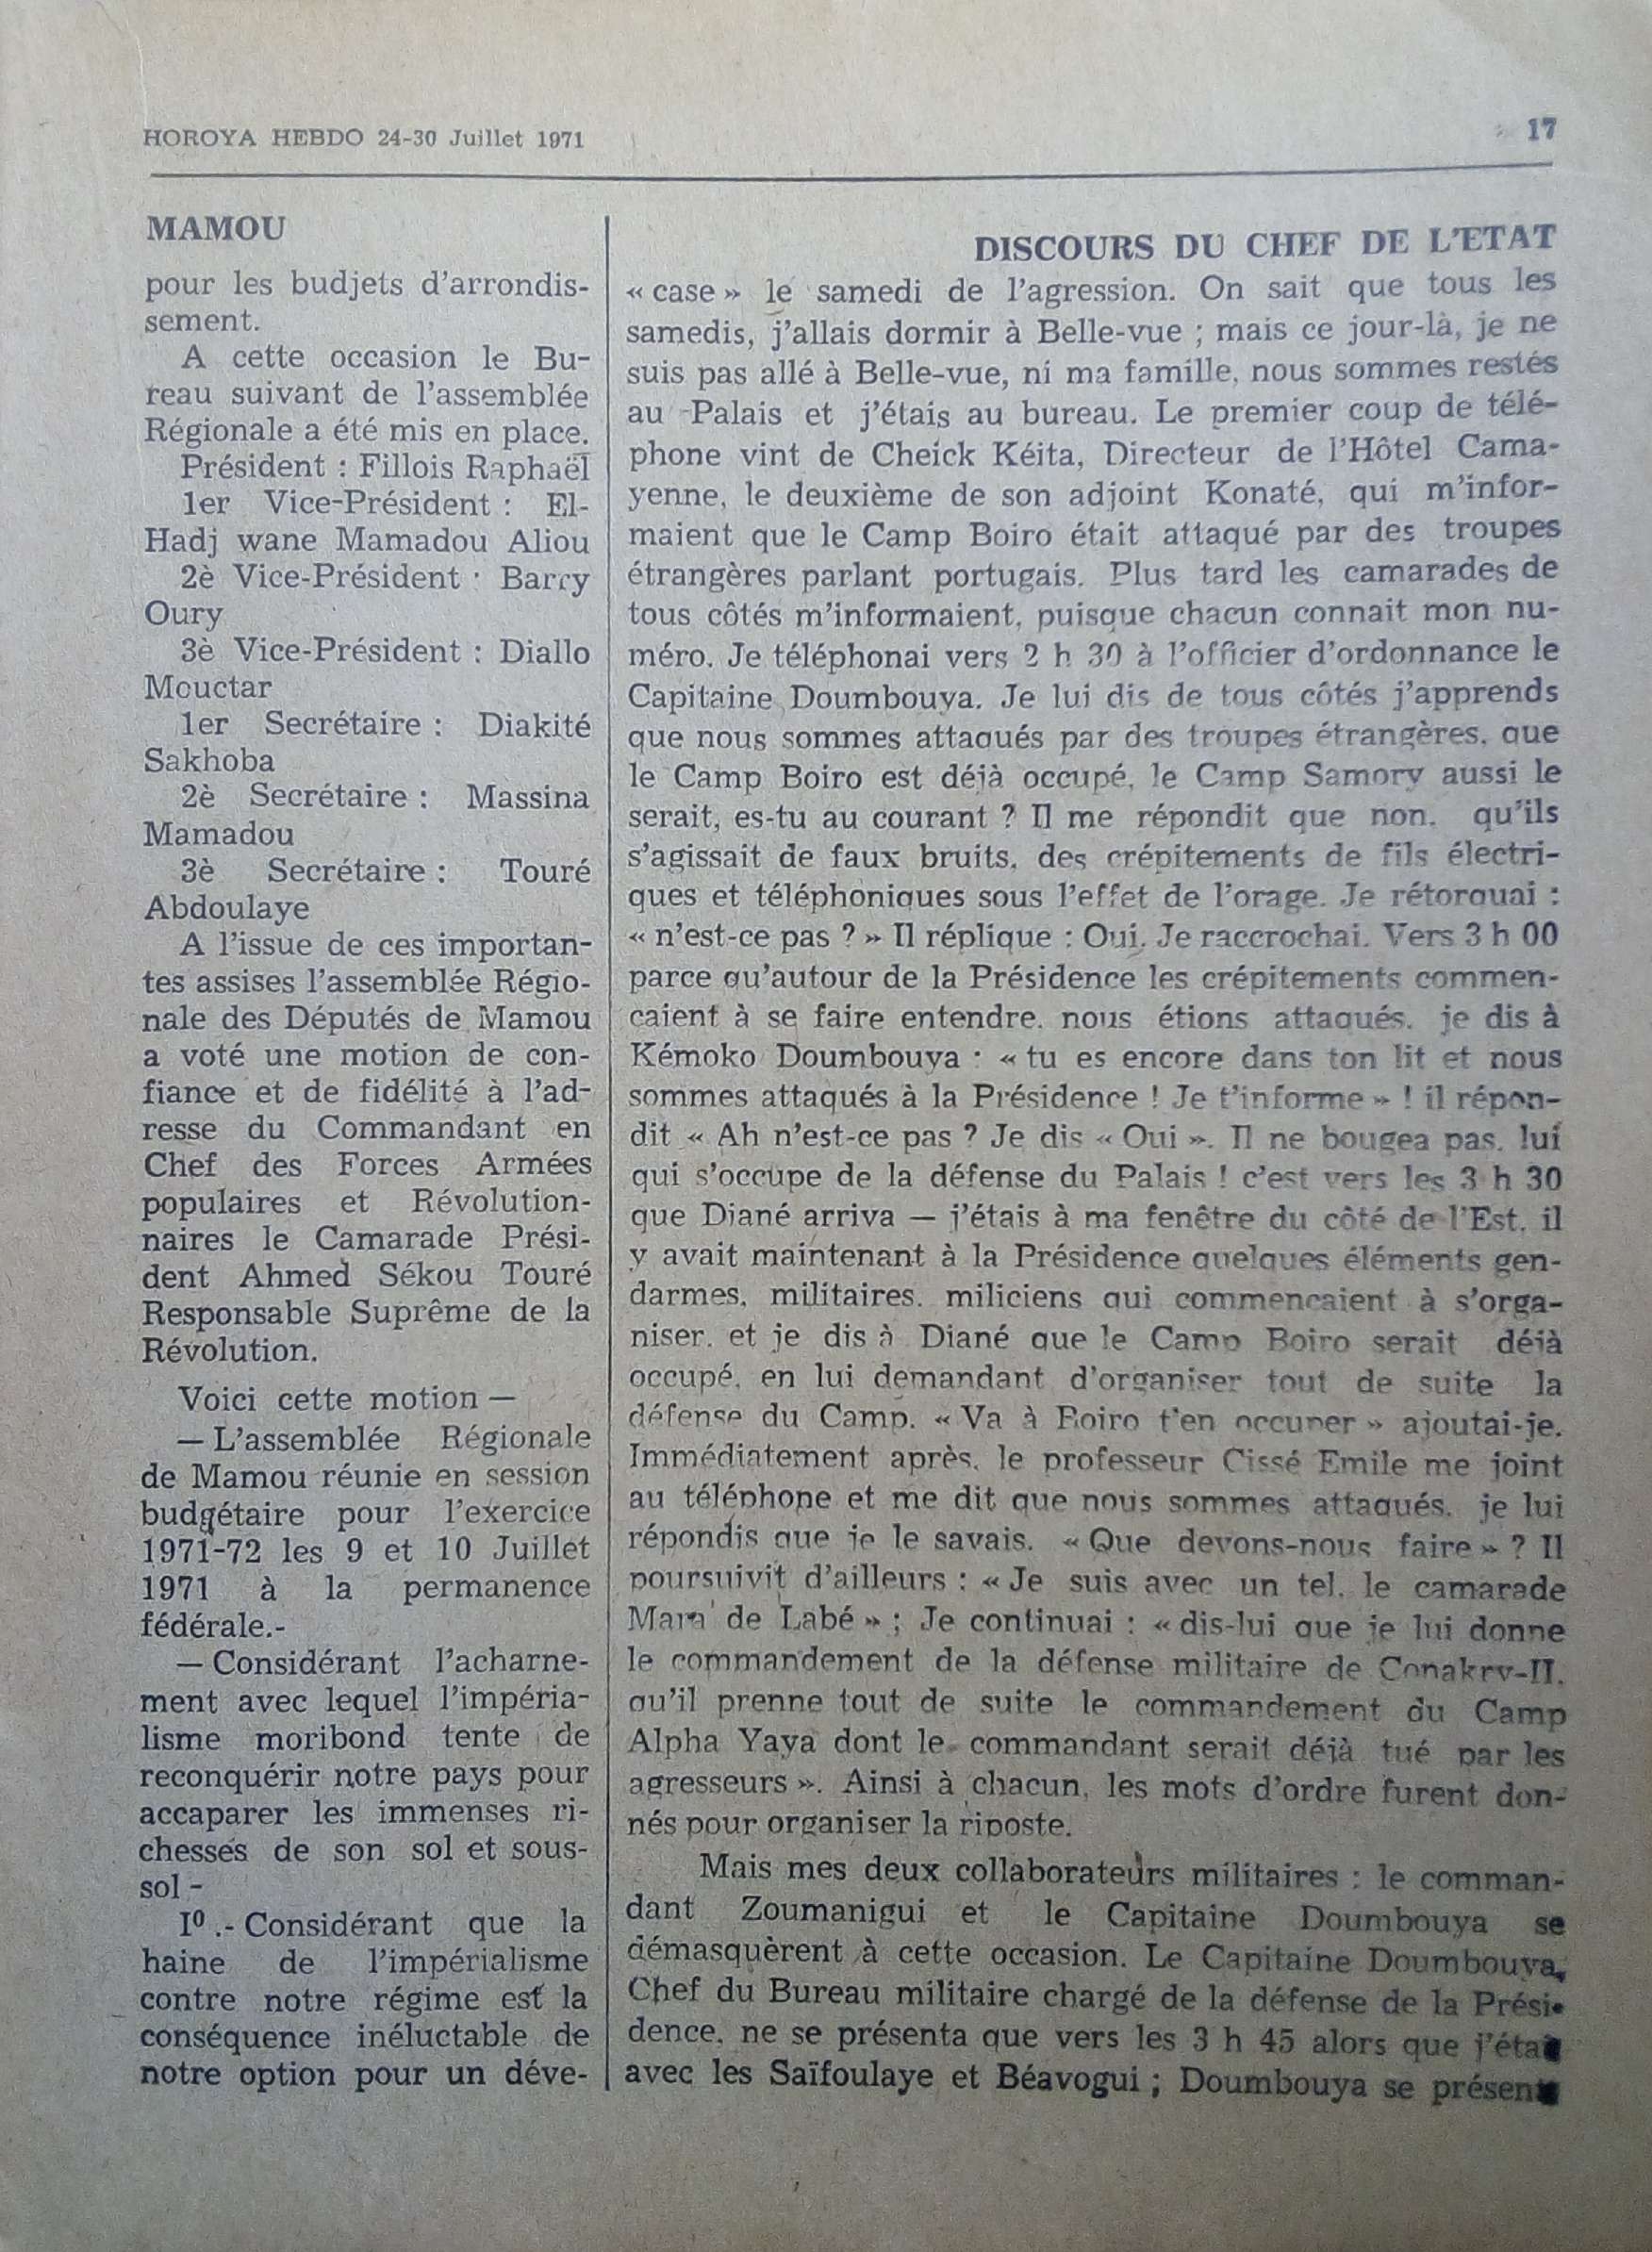 HOROYA HEBDO 24-30 Juillet 1971
17
MAMOU
pour les budjets d'arrondis-
sement.
A cette occasion le Bu-
reau suivant de l'assemblée
Régionale a été mis en place.
Président : Fillois Raphaël
1er Vice-Président : El-
Hadj wane Mamadou Aliou
2è Vice-Président : Barry
Oury
3è Vice-Président : Diallo
Mouctar
1er Secrétaire : Diakité
Sakhoba
2è Secrétaire : Massina
Mamadou
3è Secrétaire : Touré
Abdoulaye
A l'issue de ces importan-
tes assises l'assemblée Régio-
nale des Députés de Mamou
a voté une motion de con-
fiance et de fidélité à l'ad-
resse du Commandant en
Chef des Forces Armées
populaires et Révolution-
naires le Camarade Prési-
dent Ahmed Sékou Touré
Responsable Suprême de la
Révolution.
Voici cette motion —
— L'assemblée Régionale
de Mamou réunie en session
budgétaire pour l'exercice
1971-72 les 9 et 10 Juillet
1971 à la permanence
fédérale.-
— Considérant l'acharne-
ment avec lequel l'impéria-
lisme moribond tente de
reconquérir notre pays pour
accaparer les immenses ri-
chesses de son sol et sous-
sol -
I⁰ .- Considérant que la
haine de l'impérialisme
contre notre régime est la
conséquence inéluctable de
notre option pour un déve-
DISCOURS DU CHEF DE L'ETAT
« case » le samedi de l'agression. On sait que tous les
samedis, j'allais dormir à Belle-vue ; mais ce jour-là, je ne
suis pas allé à Belle-vue, ni ma famille, nous sommes restés
au Palais et j'étais au bureau. Le premier coup de télé-
phone vint de Cheick Kéita, Directeur de l'Hôtel Cama-
yenne, le deuxième de son adjoint Konaté, qui m'infor-
maient que le Camp Boiro était attaqué par des troupes
étrangères parlant portugais. Plus tard les camarades de
tous côtés m'informaient, puisque chacun connait mon nu-
méro. Je téléphonai vers 2 h 30 à l'officier d'ordonnance le
Capitaine Doumbouya. Je lui dis de tous côtés j'apprends
que nous sommes attaqués par des troupes étrangères, que
le Camp Boiro est déjà occupé, le Camp Samory aussi le
serait, es-tu au courant ? Il me répondit que non, qu'ils
s'agissait de faux bruits, des crépitements de fils électri-
ques et téléphoniques sous l'effet de l'orage. Je rétorquai :
« n'est-ce pas ? » Il réplique : Oui. Je raccrochai. Vers 3 h 00
parce qu'autour de la Présidence les crépitements commen-
caient à se faire entendre, nous étions attaqués, je dis à
Kémoko Doumbouya : « tu es encore dans ton lit et nous
sommes attaqués à la Présidence ! Je t'informe » ! il répon-
dit « Ah n'est-ce pas ? Je dis « Oui ». Il ne bougea pas, lui
qui s'occupe de la défense du Palais ! c'est vers les 3 h 30
que Diané arriva — j'étais à ma fenêtre du côté de l'Est, il
y avait maintenant à la Présidence quelques éléments gen-
darmes, militaires, miliciens qui commencaient à s'orga-
niser, et je dis à Diané que le Camp Boiro serait déjà
occupé, en lui demandant d'organiser tout de suite la
défense du Camp. « Va à Boiro t'en occuper » ajoutai-je.
Immédiatement après, le professeur Cissé Emile me joint
au téléphone et me dit que nous sommes attaqués, je lui
répondis que je le savais. « Que devons-nous faire » ? Il
poursuivit d'ailleurs : « Je suis avec un tel, le camarade
Mara de Labé » ; Je continuai : « dis-lui que je lui donne
le commandement de la défense militaire de Conakry-II,
qu'il prenne tout de suite le commandement du Camp
Alpha Yaya dont le commandant serait déjà tué par les
agresseurs ». Ainsi à chacun, les mots d'ordre furent don-
nés pour organiser la riposte.
Mais mes deux collaborateurs militaires : le comman-
dant Zoumanigui et le Capitaine Doumbouya se
démasquèrent à cette occasion. Le Capitaine Doumbouya,
Chef du Bureau militaire chargé de la défense de la Prési-
dence, ne se présenta que vers les 3 h 45 alors que j'étais
avec les Saïfoulaye et Béavogui ; Doumbouya se présenta